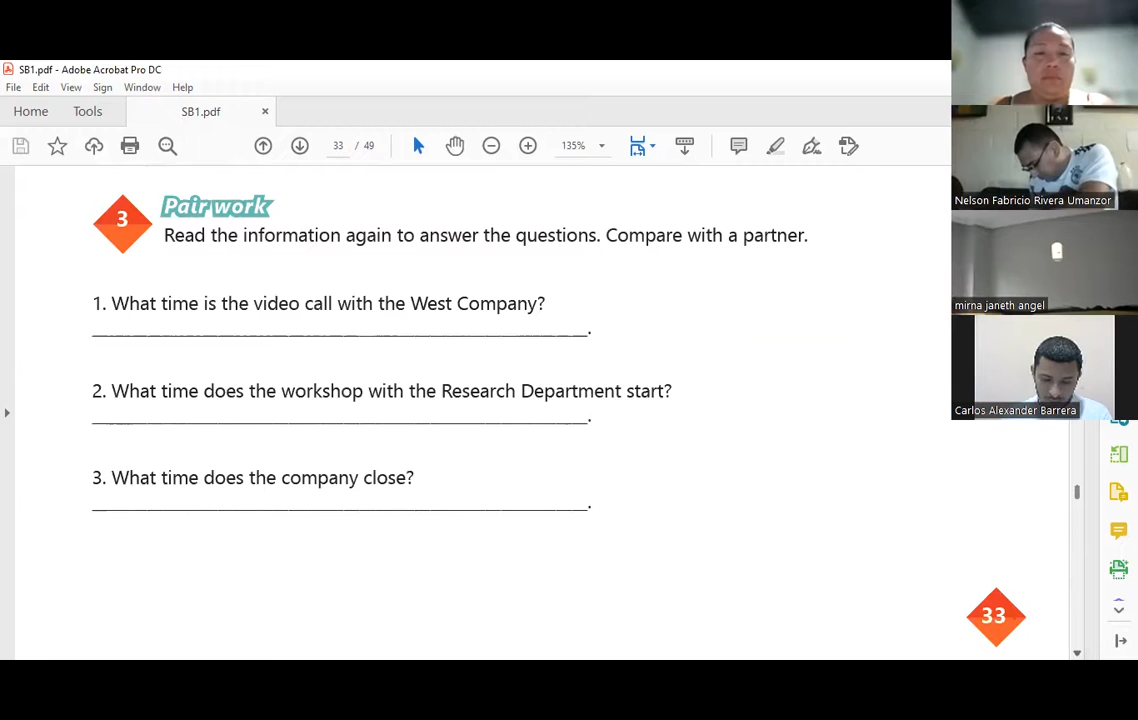 SB1.pdf - Adobe Acrobat Pro DC
File Edit View Sign Window Help
Home Tools SB1.pdf ×
33 / 49 135%
3 Pair work
Read the information again to answer the questions. Compare with a partner.
1. What time is the video call with the West Company?
______________________________________________.
2. What time does the workshop with the Research Department start?
______________________________________________.
3. What time does the company close?
______________________________________________.
33
Nelson Fabricio Rivera Umanzor
mirna janeth angel
Carlos Alexander Barrera